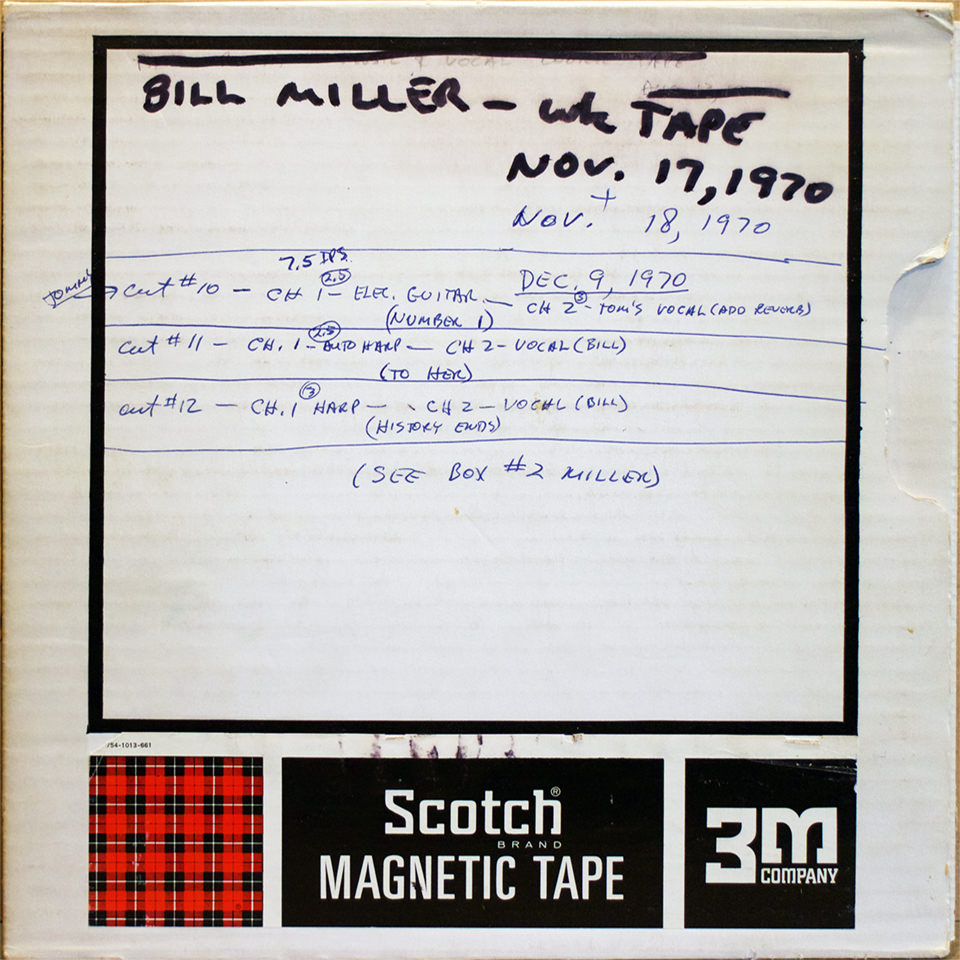 VOCAL
BILL MILLER - wk TAPE
NOV. 17, 1970
+
NOV. 18, 1970
7.5 IPS
TOMMY → cut #10 - CH 1 (2.5) - ELEC. GUITAR -
(NUMBER 1)
DEC. 9, 1970
CH 2 (3) - TOM'S VOCAL (ADD REVERB)
cut #11 - CH. 1 (2.5) - AUTO HARP - CH 2 - VOCAL (BILL)
(TO HER)
cut #12 - CH. 1 (3) HARP - CH 2 - VOCAL (BILL)
(HISTORY ENDS)
(SEE BOX #2 MILLER)
754-1013-661
Scotch®
BRAND
MAGNETIC TAPE
3M
COMPANY